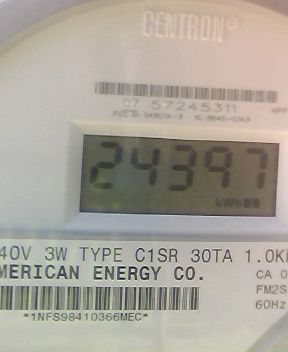 CENTRON®
07 57245311
24397
kWh
40V 3W TYPE C1SR 30TA 1.0K
MERICAN ENERGY CO.
CA 0
FM2S
60Hz
*1NFS98410366MEC*